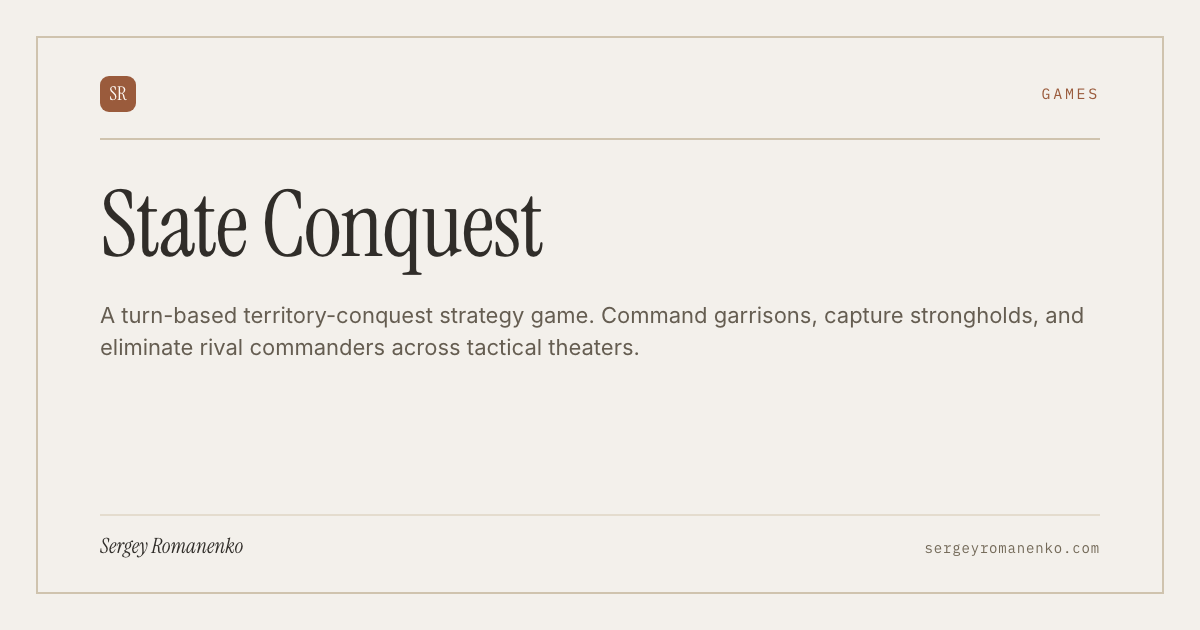 SR
GAMES
State Conquest
A turn-based territory-conquest strategy game. Command garrisons, capture strongholds, and
eliminate rival commanders across tactical theaters.
Sergey Romanenko
sergeyromanenko.com